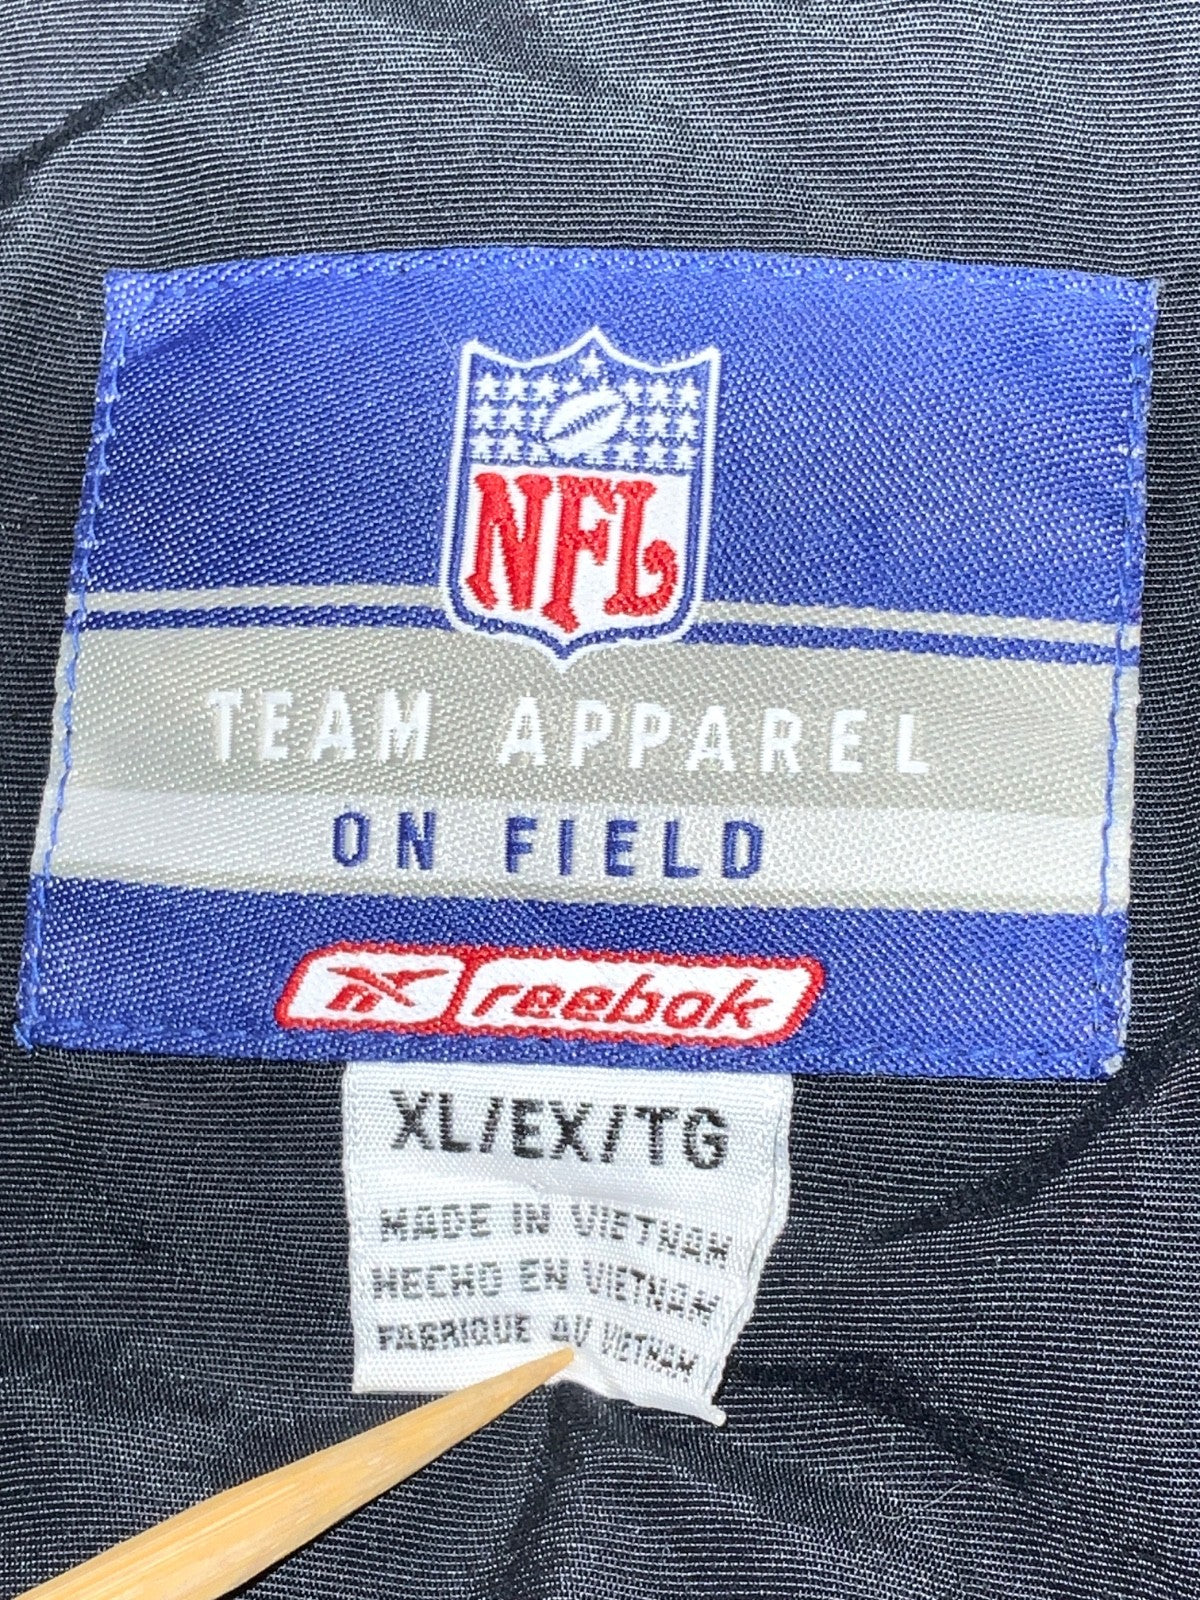 NFL
TEAM APPAREL
ON FIELD
reebok
XL/EX/TG
MADE IN VIETNAM
HECHO EN VIETNAM
FABRIQUE AU VIETNAM